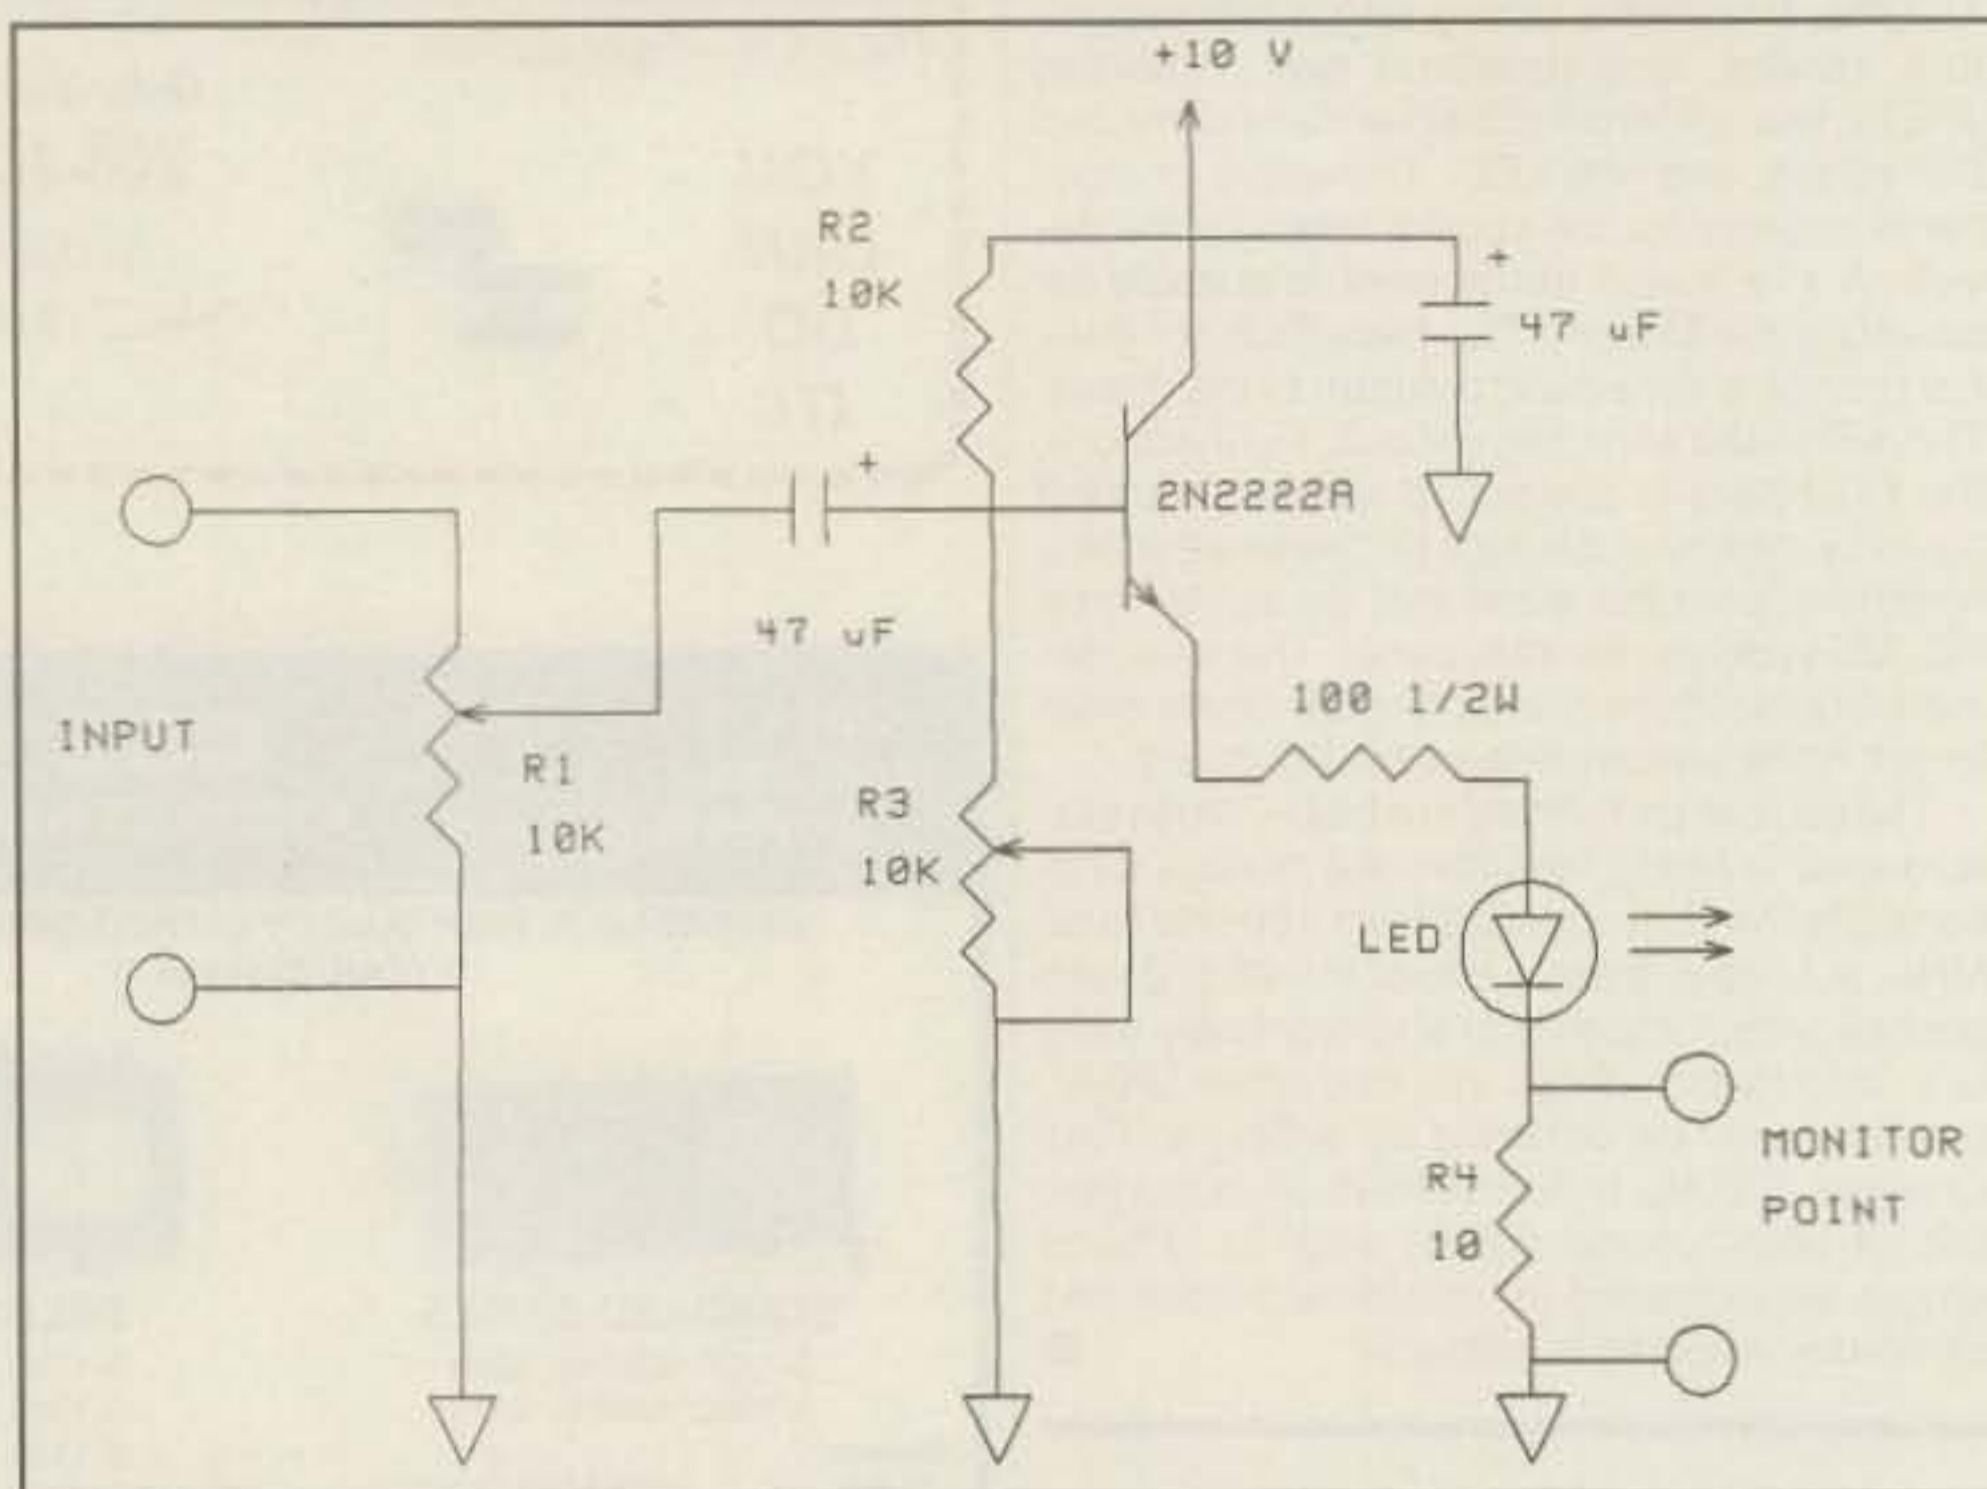 +10 V
R2
10K
+
47 uF
+
2N2222A
47 uF
100 1/2W
INPUT
R1
10K
R3
10K
LED
MONITOR
POINT
R4
10